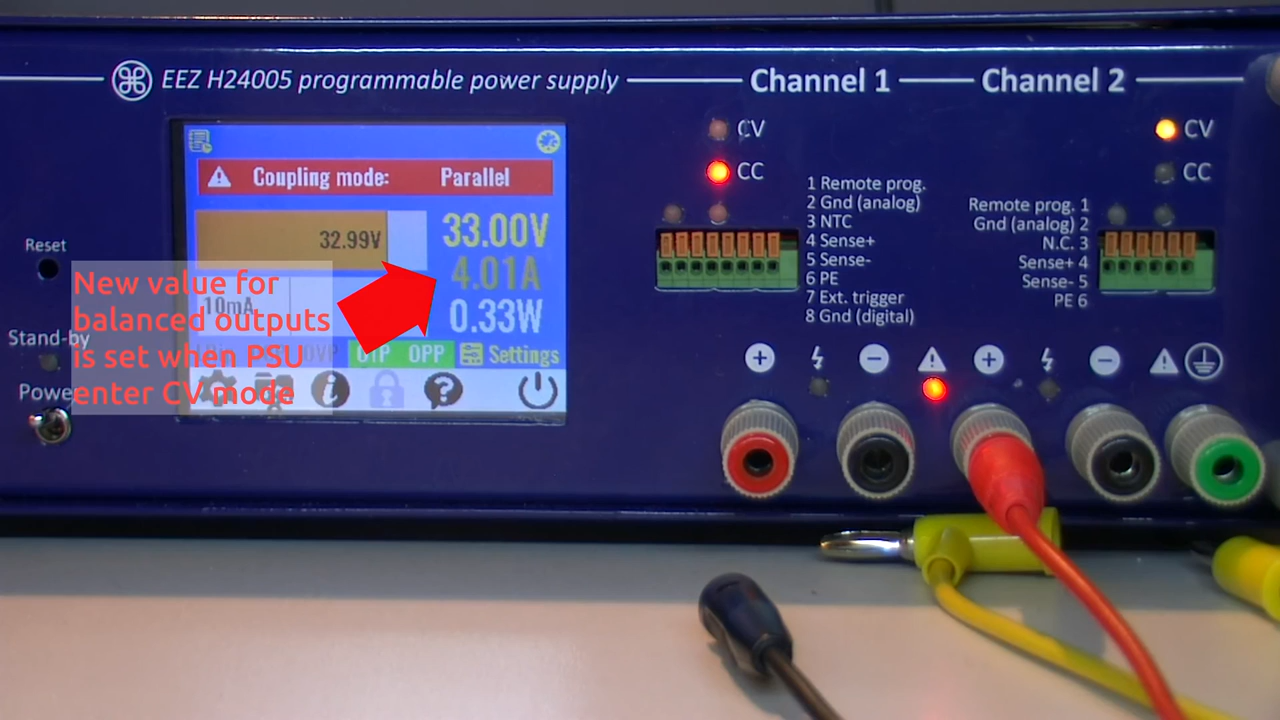 EEZ H24005 programmable power supply
Channel 1
Channel 2
CV
CC
CV
CC
Coupling mode: Parallel
32.99V
33.00V
4.01A
0.33W
10mA
OTP OPP
Settings
Reset
Stand-by
Power
New value for
balanced outputs
is set when PSU
enter CV mode
1 Remote prog.
2 Gnd (analog)
3 NTC
4 Sense+
5 Sense-
6 PE
7 Ext. trigger
8 Gnd (digital)
Remote prog. 1
Gnd (analog) 2
N.C. 3
Sense+ 4
Sense- 5
PE 6